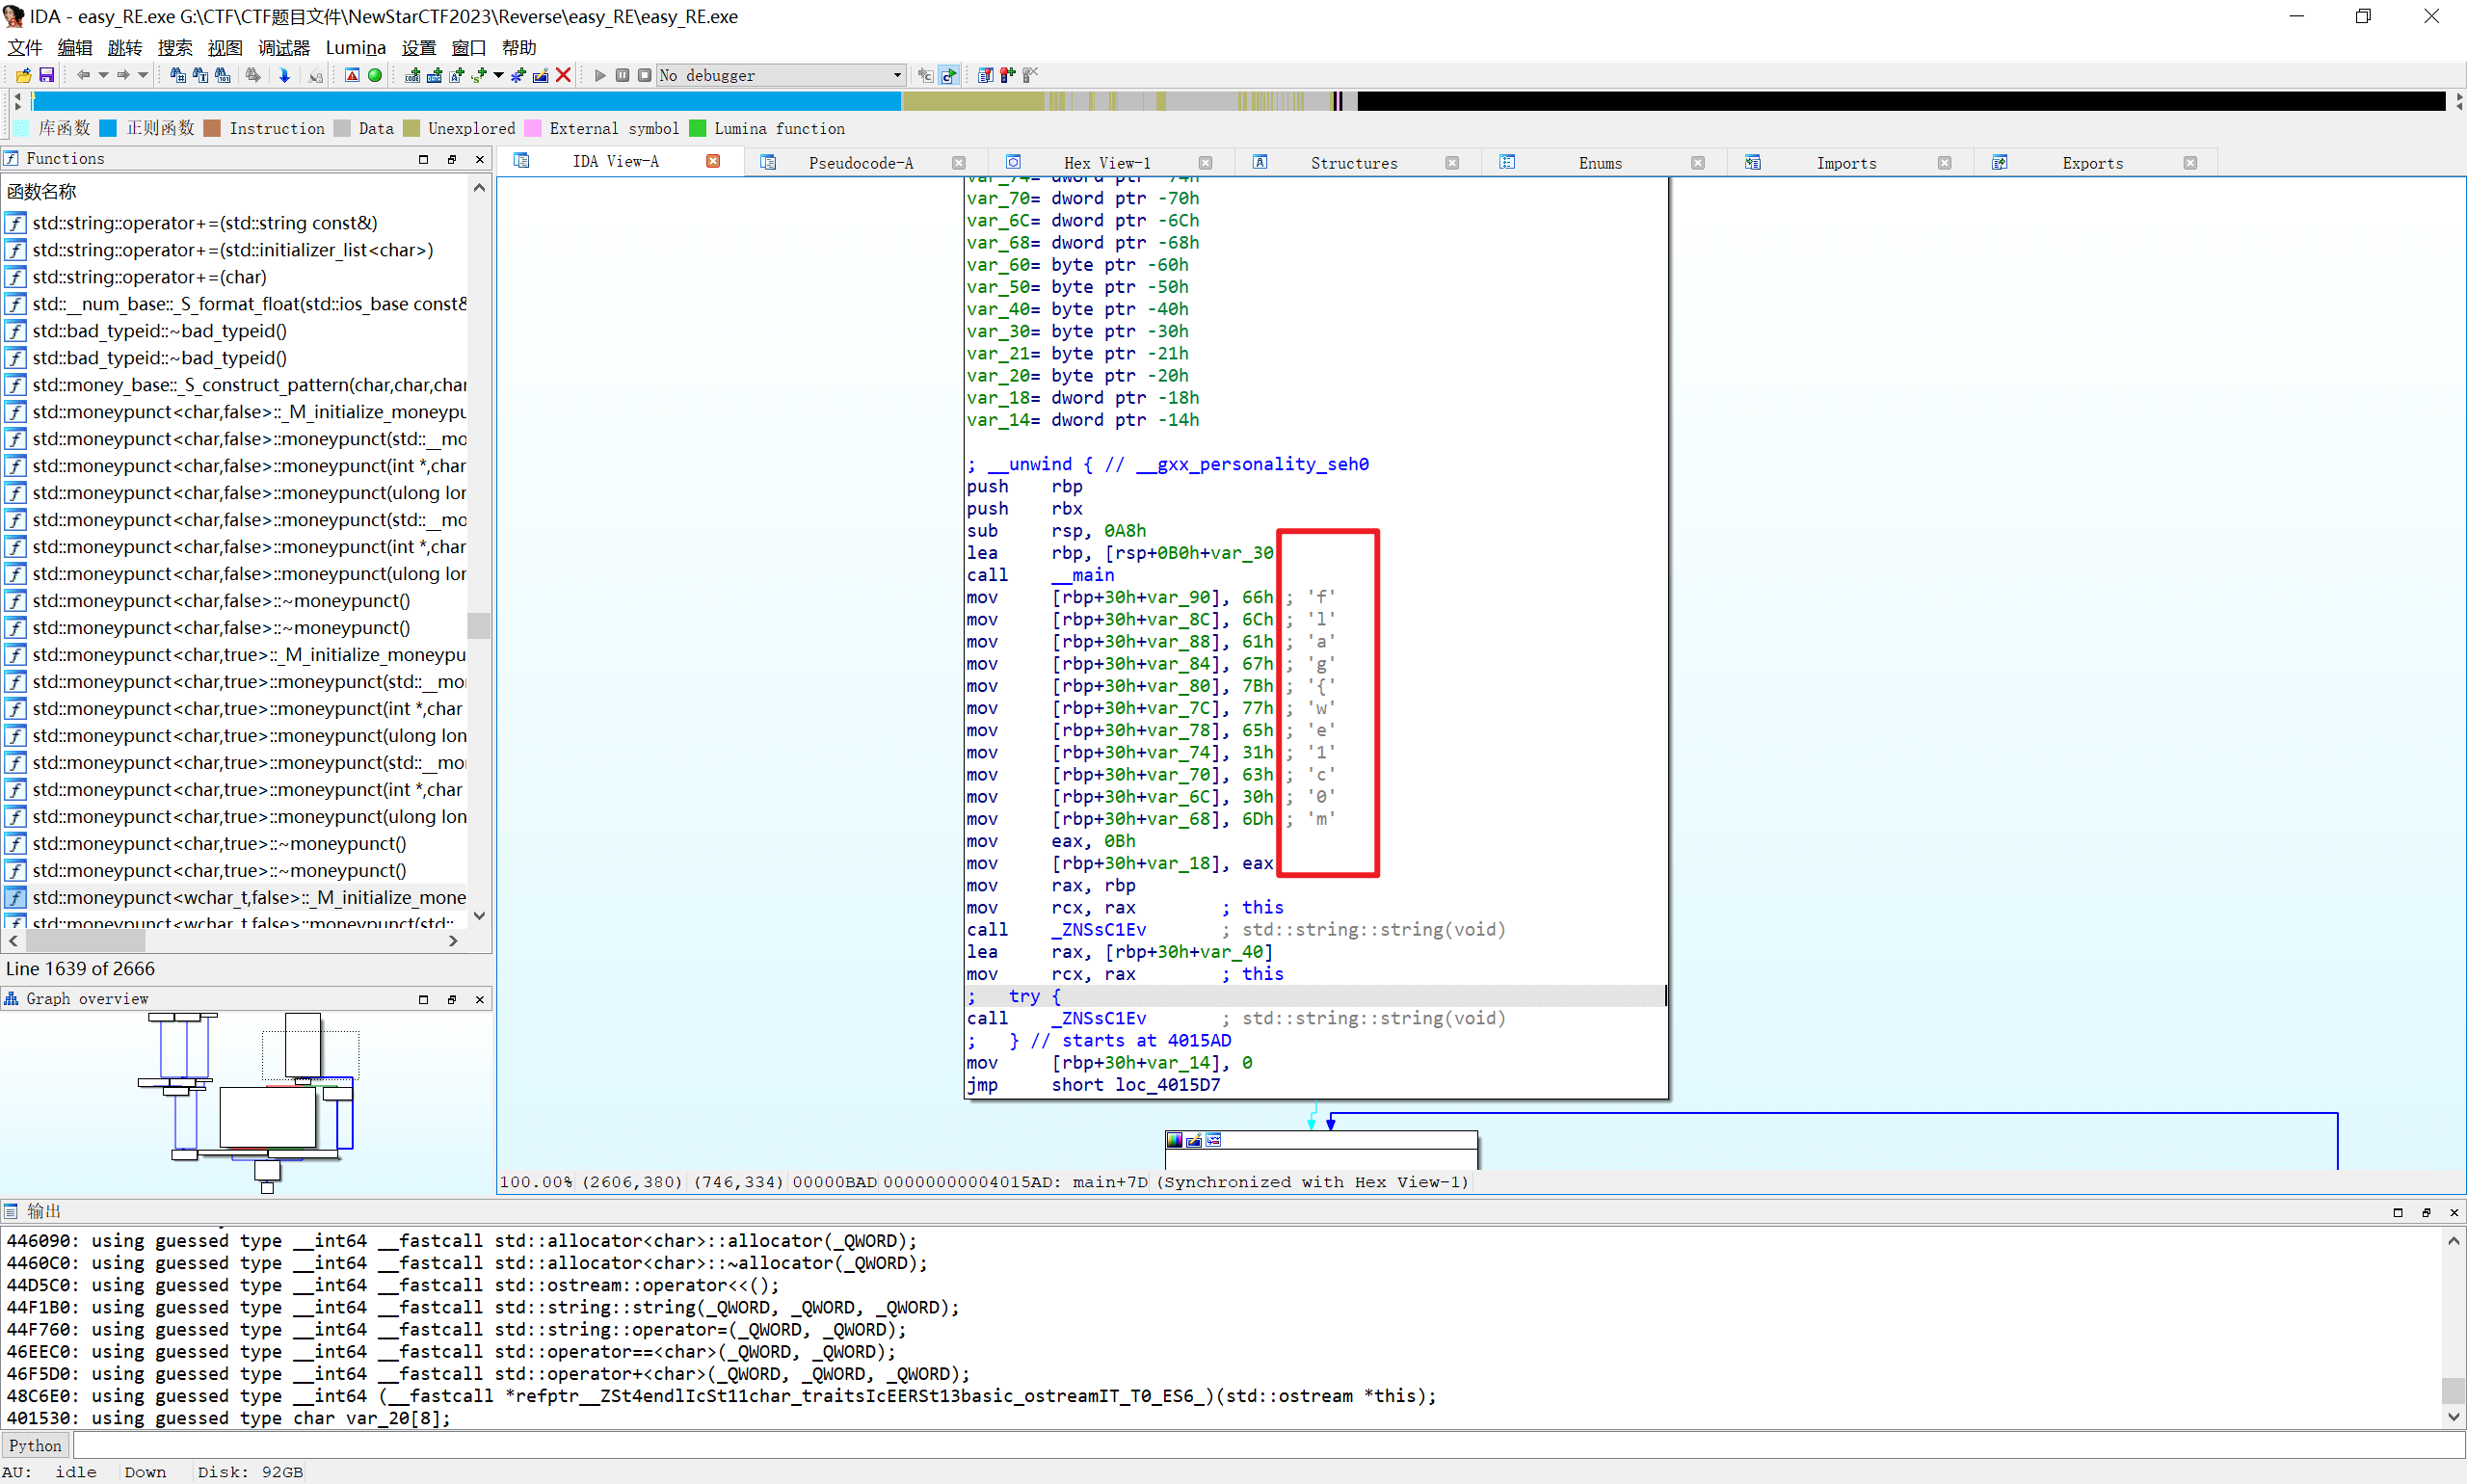 IDA - easy_RE.exe G:\CTF\CTF题目文件\NewStarCTF2023\Reverse\easy_RE\easy_RE.exe
文件 编辑 跳转 搜索 视图 调试器 Lumina 设置 窗口 帮助
No debugger
库函数 正则函数 Instruction Data Unexplored External symbol Lumina function
Functions
函数名称
std::string::operator+=(std::string const&)
std::string::operator+=(std::initializer_list<char>)
std::string::operator+=(char)
std::__num_base::_S_format_float(std::ios_base const&
std::bad_typeid::~bad_typeid()
std::bad_typeid::~bad_typeid()
std::money_base::_S_construct_pattern(char,char,char
std::moneypunct<char,false>::_M_initialize_moneypu
std::moneypunct<char,false>::moneypunct(std::__mo
std::moneypunct<char,false>::moneypunct(int *,char
std::moneypunct<char,false>::moneypunct(ulong lon
std::moneypunct<char,false>::moneypunct(std::__mo
std::moneypunct<char,false>::moneypunct(int *,char
std::moneypunct<char,false>::moneypunct(ulong lon
std::moneypunct<char,false>::~moneypunct()
std::moneypunct<char,false>::~moneypunct()
std::moneypunct<char,true>::_M_initialize_moneypu
std::moneypunct<char,true>::moneypunct(std::__mo
std::moneypunct<char,true>::moneypunct(int *,char
std::moneypunct<char,true>::moneypunct(ulong lon
std::moneypunct<char,true>::moneypunct(std::__mo
std::moneypunct<char,true>::moneypunct(int *,char
std::moneypunct<char,true>::moneypunct(ulong lon
std::moneypunct<char,true>::~moneypunct()
std::moneypunct<char,true>::~moneypunct()
std::moneypunct<wchar_t,false>::_M_initialize_mone
std::moneypunct<wchar_t,false>::moneypunct(std::
Line 1639 of 2666
Graph overview
IDA View-A Pseudocode-A Hex View-1 Structures Enums Imports Exports
var_74= dword ptr -74h
var_70= dword ptr -70h
var_6C= dword ptr -6Ch
var_68= dword ptr -68h
var_60= byte ptr -60h
var_50= byte ptr -50h
var_40= byte ptr -40h
var_30= byte ptr -30h
var_21= byte ptr -21h
var_20= byte ptr -20h
var_18= dword ptr -18h
var_14= dword ptr -14h
; __unwind { // __gxx_personality_seh0
push rbp
push rbx
sub rsp, 0A8h
lea rbp, [rsp+0B0h+var_30
call __main
mov [rbp+30h+var_90], 66h ; 'f'
mov [rbp+30h+var_8C], 6Ch ; 'l'
mov [rbp+30h+var_88], 61h ; 'a'
mov [rbp+30h+var_84], 67h ; 'g'
mov [rbp+30h+var_80], 7Bh ; '{'
mov [rbp+30h+var_7C], 77h ; 'w'
mov [rbp+30h+var_78], 65h ; 'e'
mov [rbp+30h+var_74], 31h ; '1'
mov [rbp+30h+var_70], 63h ; 'c'
mov [rbp+30h+var_6C], 30h ; '0'
mov [rbp+30h+var_68], 6Dh ; 'm'
mov eax, 0Bh
mov [rbp+30h+var_18], eax
mov rax, rbp
mov rcx, rax ; this
call _ZNSsC1Ev ; std::string::string(void)
lea rax, [rbp+30h+var_40]
mov rcx, rax ; this
; try {
call _ZNSsC1Ev ; std::string::string(void)
; } // starts at 4015AD
mov [rbp+30h+var_14], 0
jmp short loc_4015D7
100.00% (2606,380) (746,334) 00000BAD 00000000004015AD: main+7D (Synchronized with Hex View-1)
输出
446090: using guessed type __int64 __fastcall std::allocator<char>::allocator(_QWORD);
4460C0: using guessed type __int64 __fastcall std::allocator<char>::~allocator(_QWORD);
44D5C0: using guessed type __int64 __fastcall std::ostream::operator<<();
44F1B0: using guessed type __int64 __fastcall std::string::string(_QWORD, _QWORD, _QWORD);
44F760: using guessed type __int64 __fastcall std::string::operator=(_QWORD, _QWORD);
46EEC0: using guessed type __int64 __fastcall std::operator==<char>(_QWORD, _QWORD);
46F5D0: using guessed type __int64 __fastcall std::operator+<char>(_QWORD, _QWORD, _QWORD);
48C6E0: using guessed type __int64 (__fastcall *refptr__ZSt4endlIcSt11char_traitsIcEERSt13basic_ostreamIT_T0_ES6_)(std::ostream *this);
401530: using guessed type char var_20[8];
Python
AU: idle Down Disk: 92GB